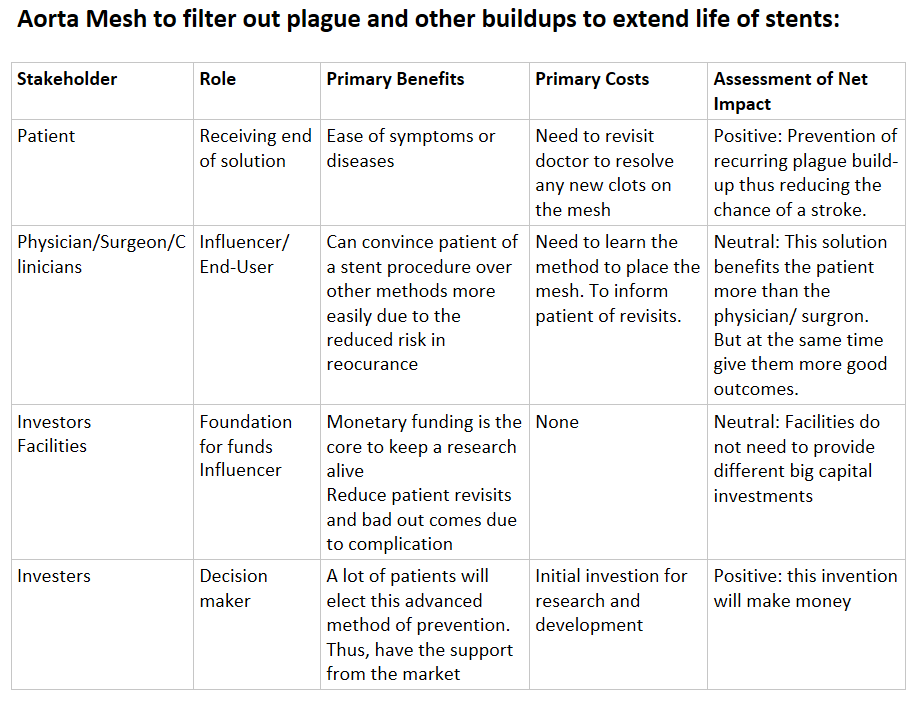 Aorta Mesh to filter out plague and other buildups to extend life of stents:
Stakeholder
Role
Primary Benefits
Primary Costs
Assessment of Net
Impact
Patient
Receiving end
of solution
Ease of symptoms or
diseases
Need to revisit
doctor to resolve
any new clots on
the mesh
Positive: Prevention of
recurring plague build-
up thus reducing the
chance of a stroke.
Physician/Surgeon/C
linicians
Influencer/
End-User
Can convince patient of
a stent procedure over
other methods more
easily due to the
reduced risk in
reocurance
Need to learn the
method to place the
mesh. To inform
patient of revisits.
Neutral: This solution
benefits the patient
more than the
physician/ surgron.
But at the same time
give them more good
outcomes.
Investors
Facilities
Foundation
for funds
Influencer
Monetary funding is the
core to keep a research
alive
Reduce patient revisits
and bad out comes due
to complication
None
Neutral: Facilities do
not need to provide
different big capital
investments
Investers
Decision
maker
A lot of patients will
elect this advanced
method of prevention.
Thus, have the support
from the market
Initial investion for
research and
development
Positive: this invention
will make money